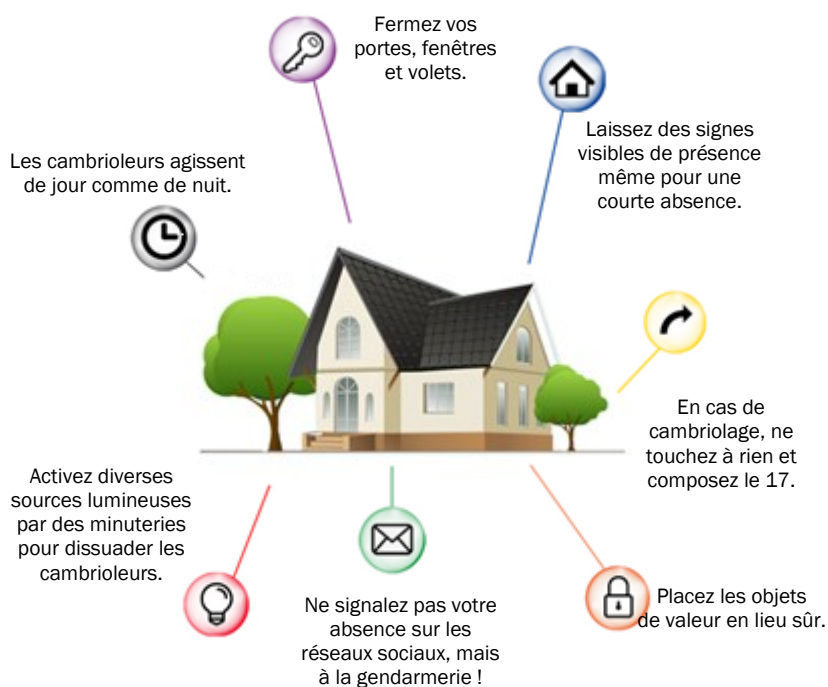 Fermez vos
portes, fenêtres
et volets.
Laissez des signes
visibles de présence
même pour une
courte absence.
Les cambrioleurs agissent
de jour comme de nuit.
En cas de
cambriolage, ne
touchez à rien et
composez le 17.
Activez diverses
sources lumineuses
par des minuteries
pour dissuader les
cambrioleurs.
Ne signalez pas votre
absence sur les
réseaux sociaux, mais
à la gendarmerie !
Placez les objets
de valeur en lieu sûr.